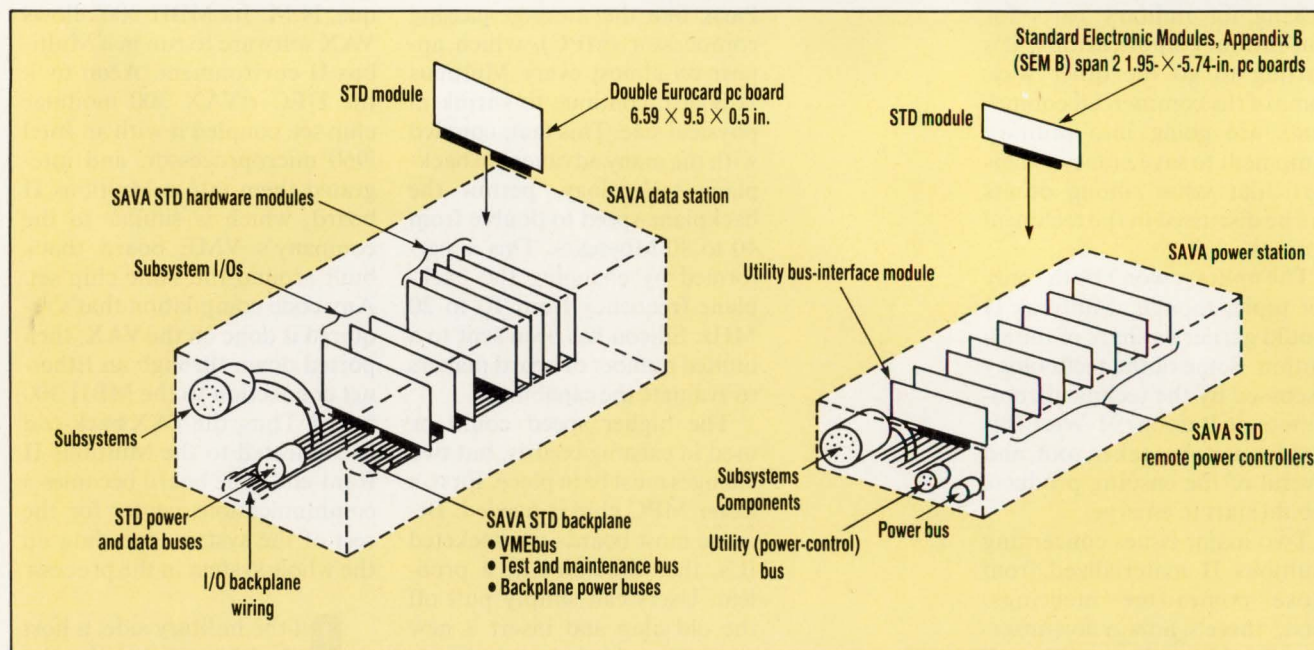 Standard Electronic Modules, Appendix B
(SEM B) span 2 1.95-×-5.74-in. pc boards
STD module
Double Eurocard pc board
6.59 × 9.5 × 0.5 in.
STD module
SAVA STD hardware modules
SAVA data station
Subsystem I/Os
SAVA power station
Utility bus-interface module
Subsystems
STD power
and data buses
I/O backplane
wiring
SAVA STD backplane
• VMEbus
• Test and maintenance bus
• Backplane power buses
Subsystems
Components
Utility (power-control)
bus
Power bus
SAVA STD
remote power controllers